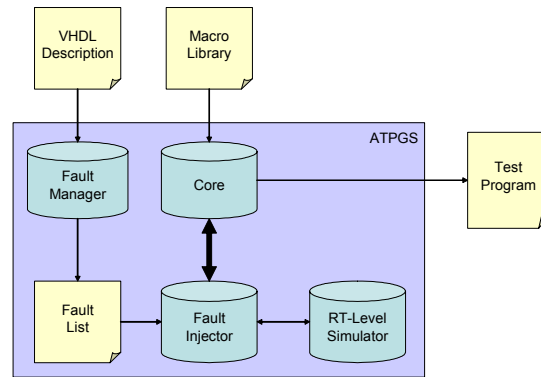 VHDL
Description
Macro
Library
ATPGS
Fault
Manager
Core
Test
Program
Fault
List
Fault
Injector
RT-Level
Simulator